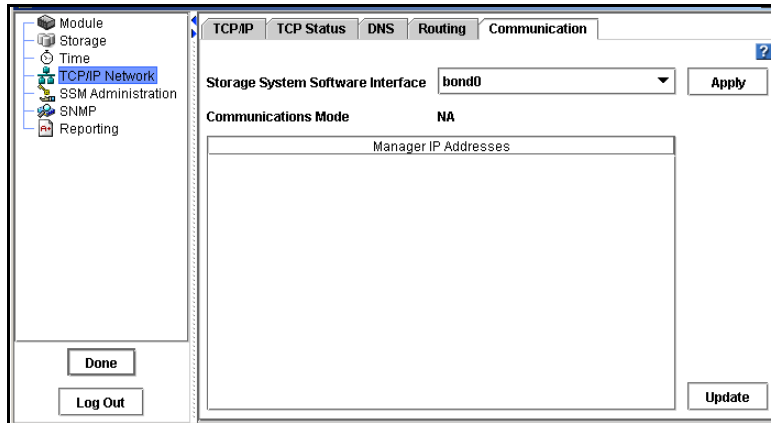 Module
Storage
Time
TCP/IP Network
SSM Administration
SNMP
Reporting
Done
Log Out
TCP/IP TCP Status DNS Routing Communication
?
Storage System Software Interface bond0 Apply
Communications Mode NA
Manager IP Addresses
Update